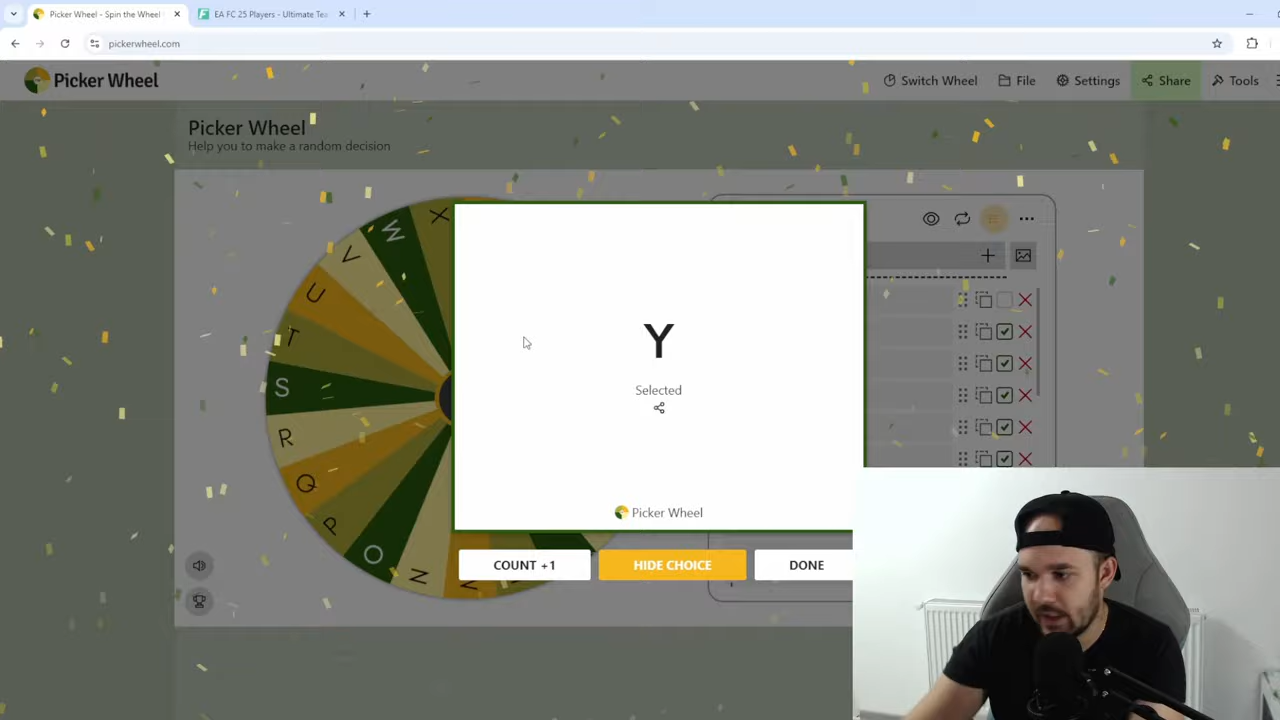 Picker Wheel - Spin the Wheel
EA FC 25 Players - Ultimate Tea
pickerwheel.com
Picker Wheel
Switch Wheel
File
Settings
Share
Tools
Picker Wheel
Help you to make a random decision
X
W
V
U
T
S
R
Q
P
O
N
Y
Selected
Picker Wheel
COUNT +1
HIDE CHOICE
DONE